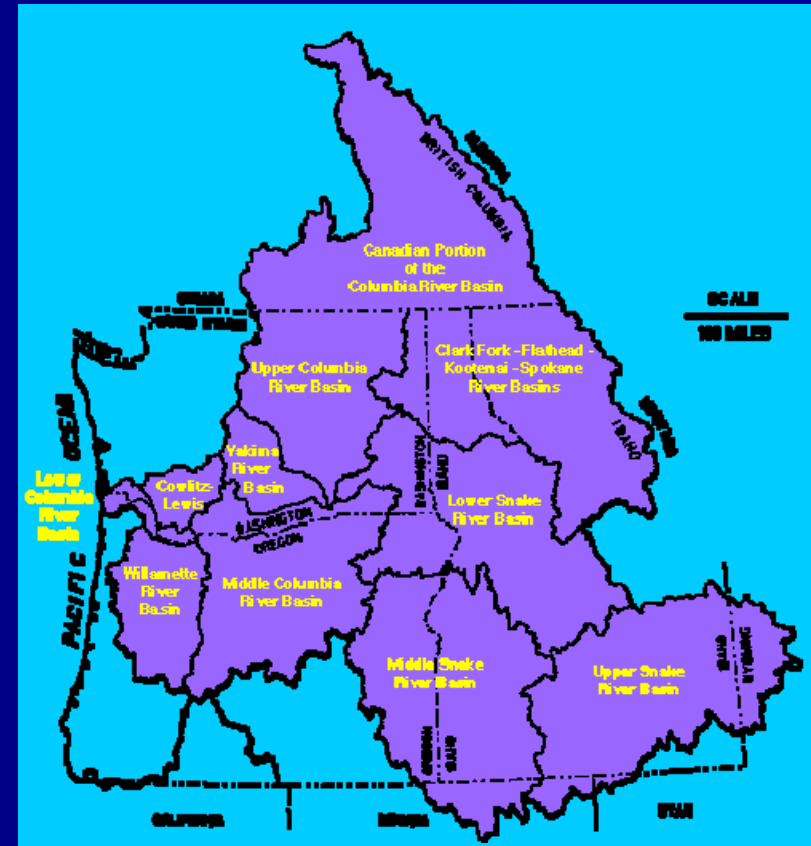 BRITISH COLUMBIA
Canadian Portion
of the
Columbia River Basin
SCALE
100 MILES
Upper Columbia
River Basin
Clark Fork -Flathead -
Kootenai -Spokane
River Basins
IDAHO
Yakima
River
Basin
WASHINGTON
IDAHO
OCEAN
Lower
Columbia
River
Basin
Cowlitz-
Lewis
Lower Snake
River Basin
WASHINGTON
OREGON
PACIFIC
Willamette
River
Basin
Middle Columbia
River Basin
Middle Snake
River Basin
Upper Snake
River Basin
IDAHO
WYOMING
OREGON
IDAHO
CALIFORNIA
NEVADA
UTAH